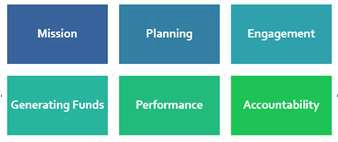 Mission
Planning
Engagement
Generating Funds
Performance
Accountability